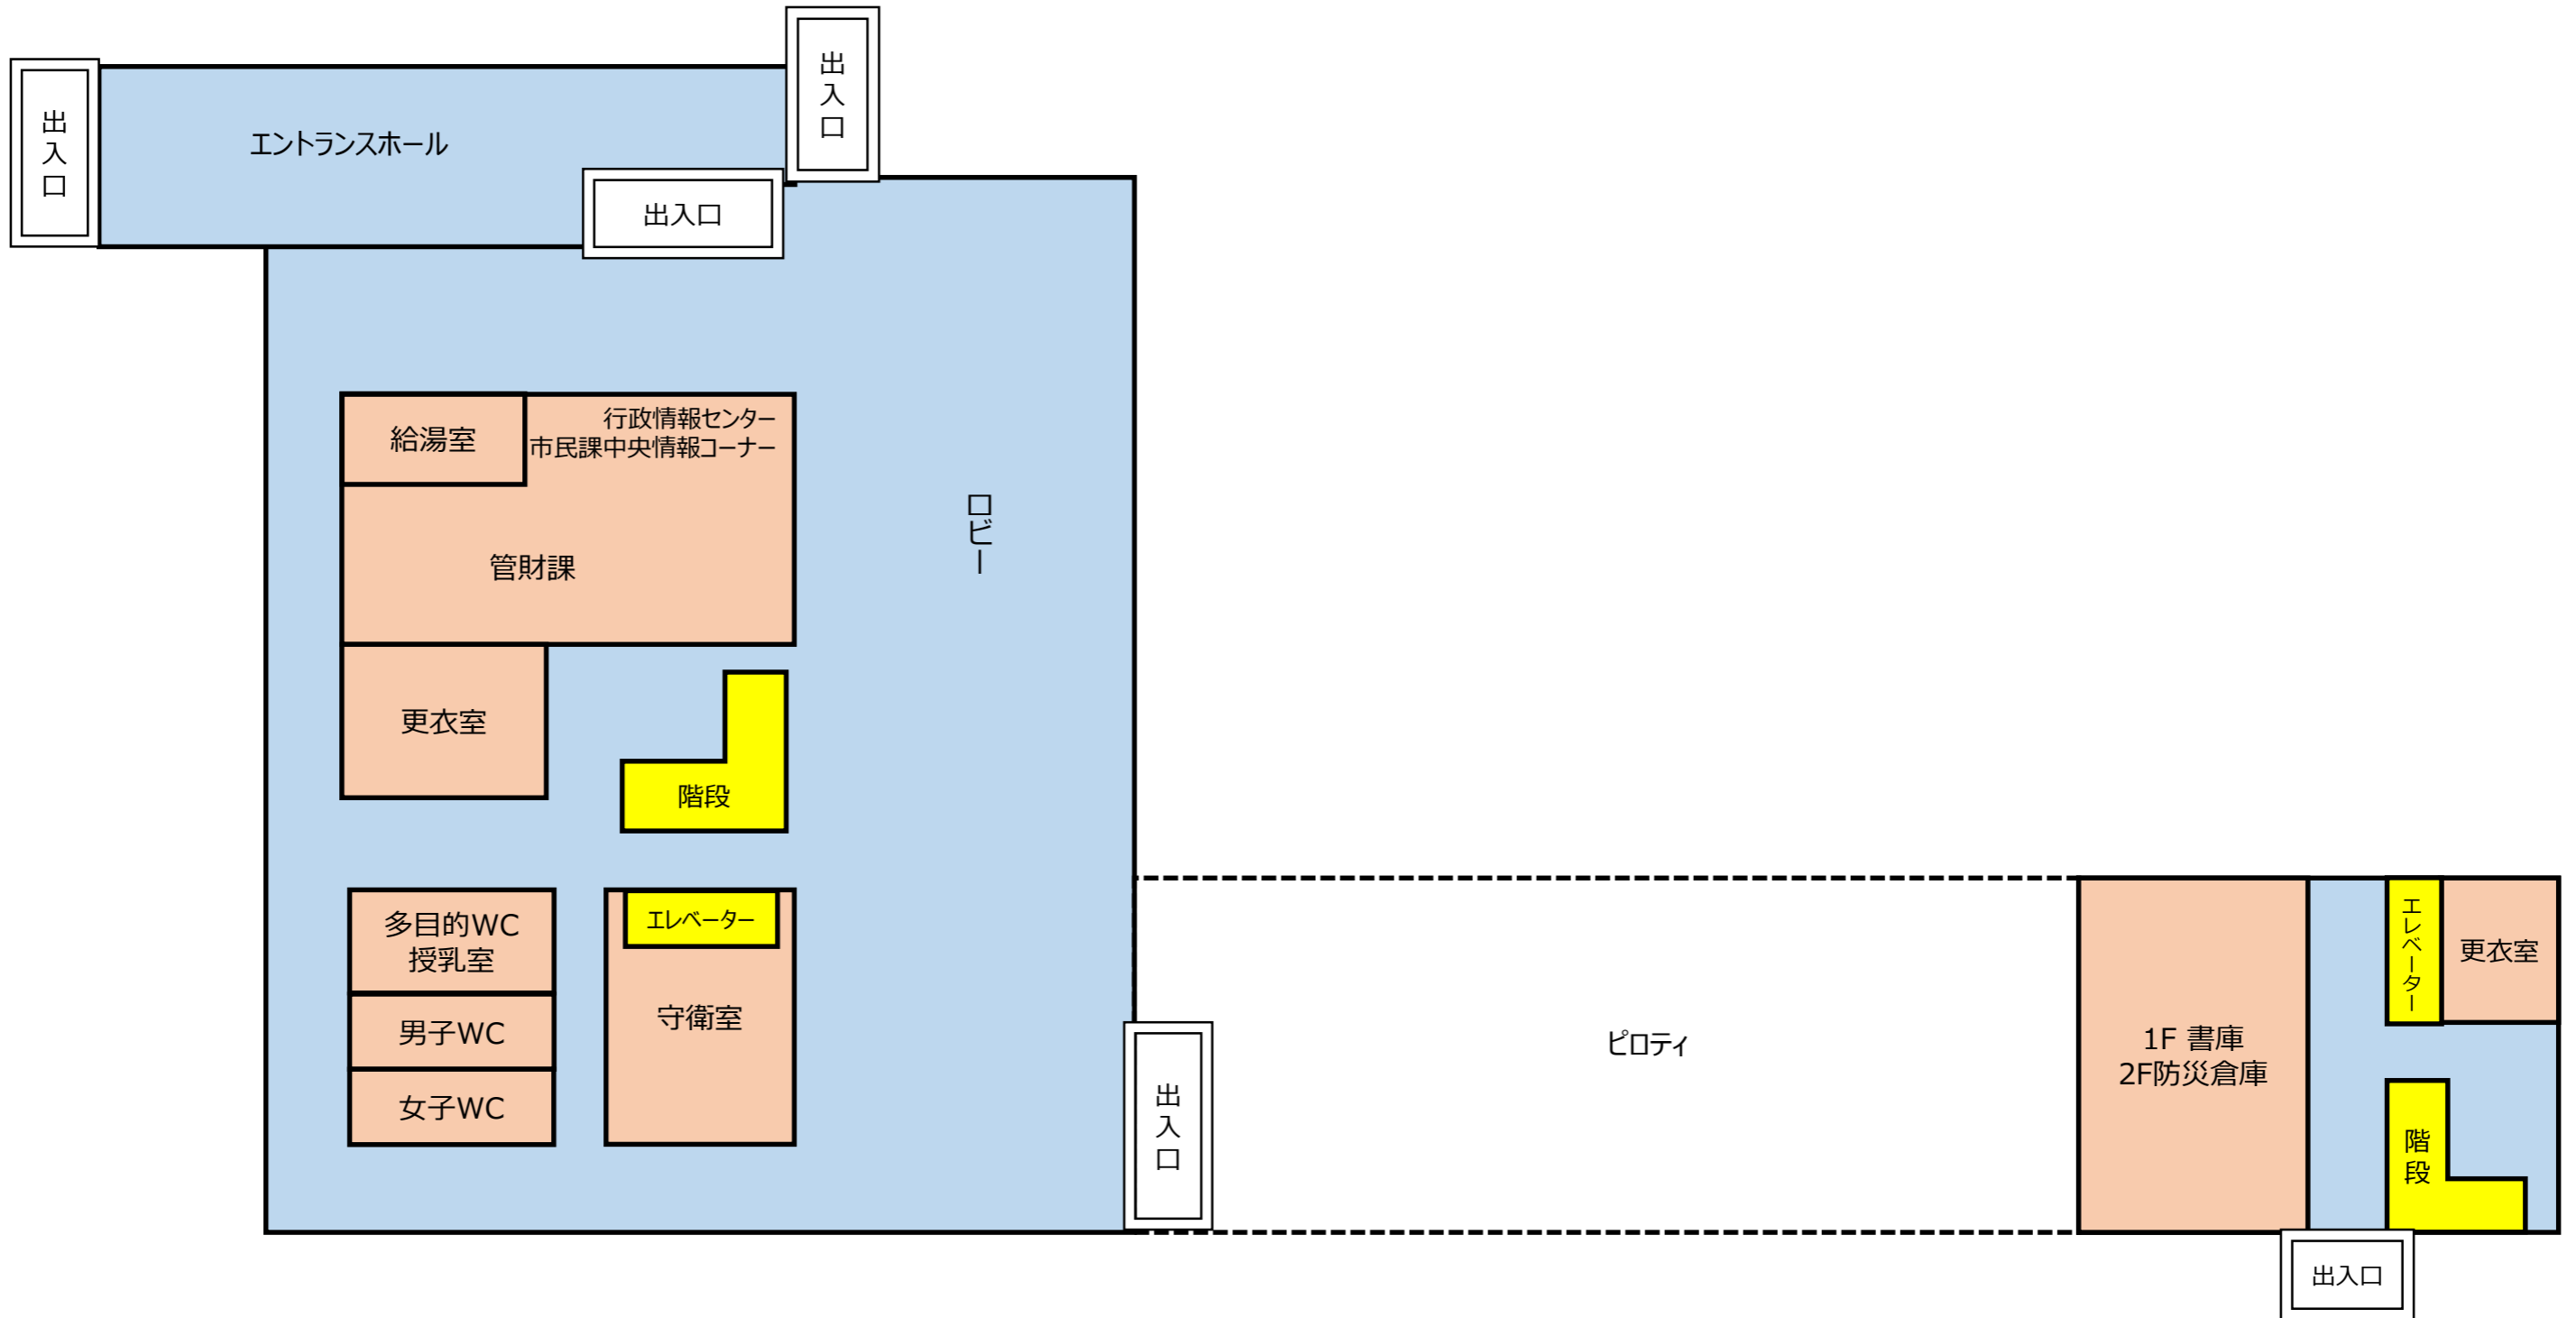 出入口
出入口
エントランスホール
出入口
給湯室
行政情報センター
市民課中央情報コーナー
ロビー
管財課
更衣室
階段
多目的WC
授乳室
エレベーター
男子WC
守衛室
女子WC
出入口
ピロティ
1F 書庫
2F防災倉庫
エレベーター
更衣室
階段
出入口